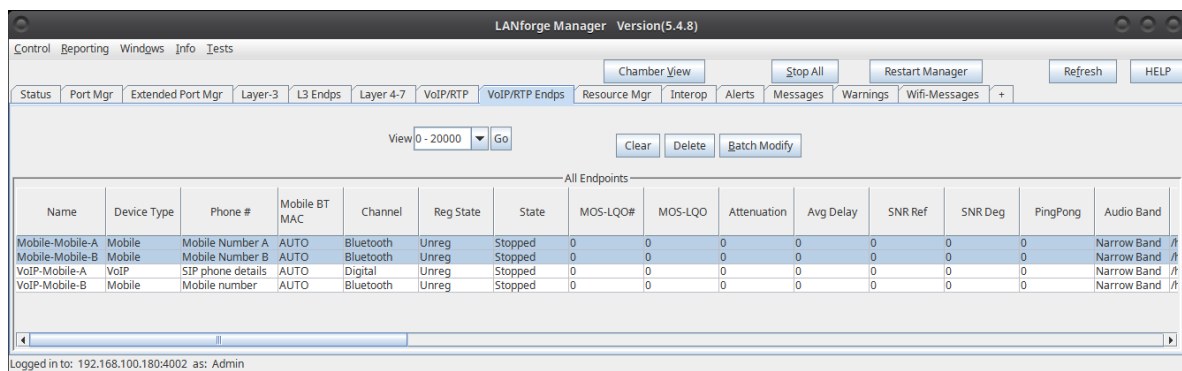 LANforge Manager Version(5.4.8)
Control Reporting Windows Info Tests
Chamber View Stop All Restart Manager Refresh HELP
Status Port Mgr Extended Port Mgr Layer-3 L3 Endps Layer 4-7 VoIP/RTP VoIP/RTP Endps Resource Mgr Interop Alerts Messages Warnings Wifi-Messages +
View 0 - 20000 Go Clear Delete Batch Modify
All Endpoints
Name Device Type Phone # Mobile BT MAC Channel Reg State State MOS-LQO# MOS-LQO Attenuation Avg Delay SNR Ref SNR Deg PingPong Audio Band
Mobile-Mobile-A Mobile Mobile Number A AUTO Bluetooth Unreg Stopped 0 0 0 0 0 0 0 Narrow Band /h
Mobile-Mobile-B Mobile Mobile Number B AUTO Bluetooth Unreg Stopped 0 0 0 0 0 0 0 Narrow Band /h
VoIP-Mobile-A VoIP SIP phone details AUTO Digital Unreg Stopped 0 0 0 0 0 0 0 Narrow Band /h
VoIP-Mobile-B Mobile Mobile number AUTO Bluetooth Unreg Stopped 0 0 0 0 0 0 0 Narrow Band /h
Logged in to: 192.168.100.180:4002 as: Admin